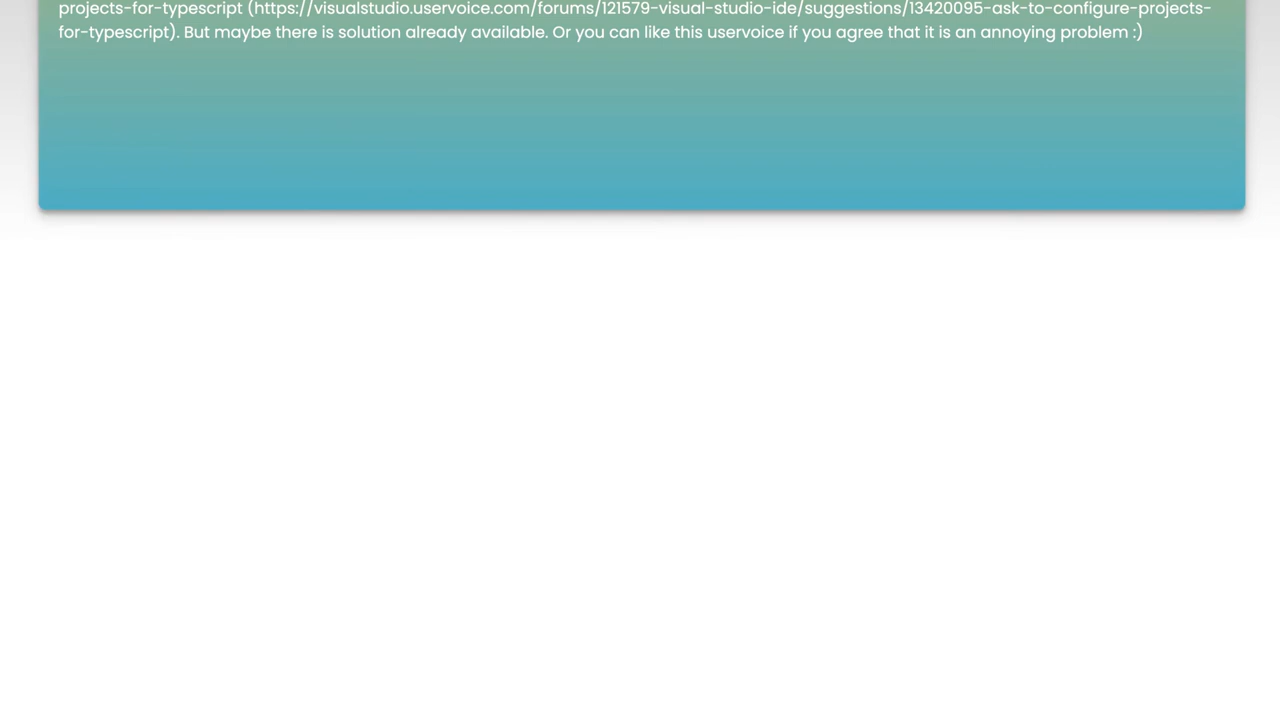 projects-for-typescript (https://visualstudio.uservoice.com/forums/121579-visual-studio-ide/suggestions/13420095-ask-to-configure-projects-
for-typescript). But maybe there is solution already available. Or you can like this uservoice if you agree that it is an annoying problem :)